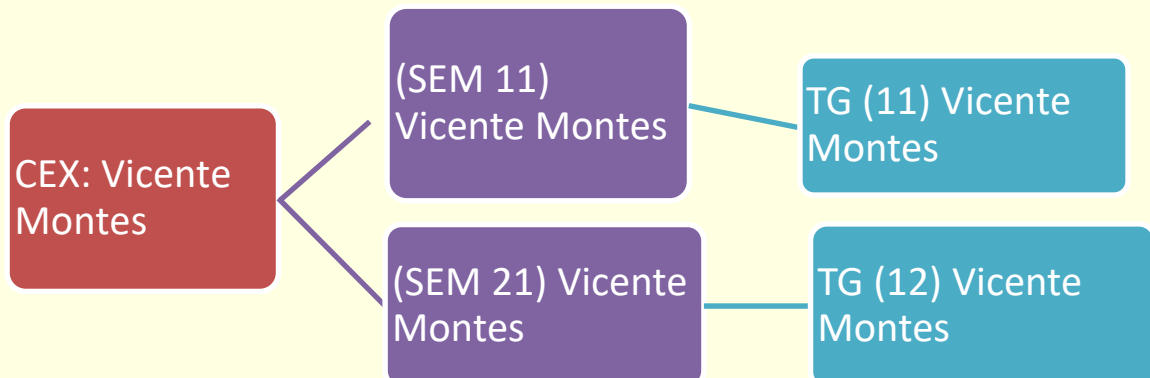 CEX: Vicente
Montes
(SEM 11)
Vicente Montes
TG (11) Vicente
Montes
(SEM 21) Vicente
Montes
TG (12) Vicente
Montes